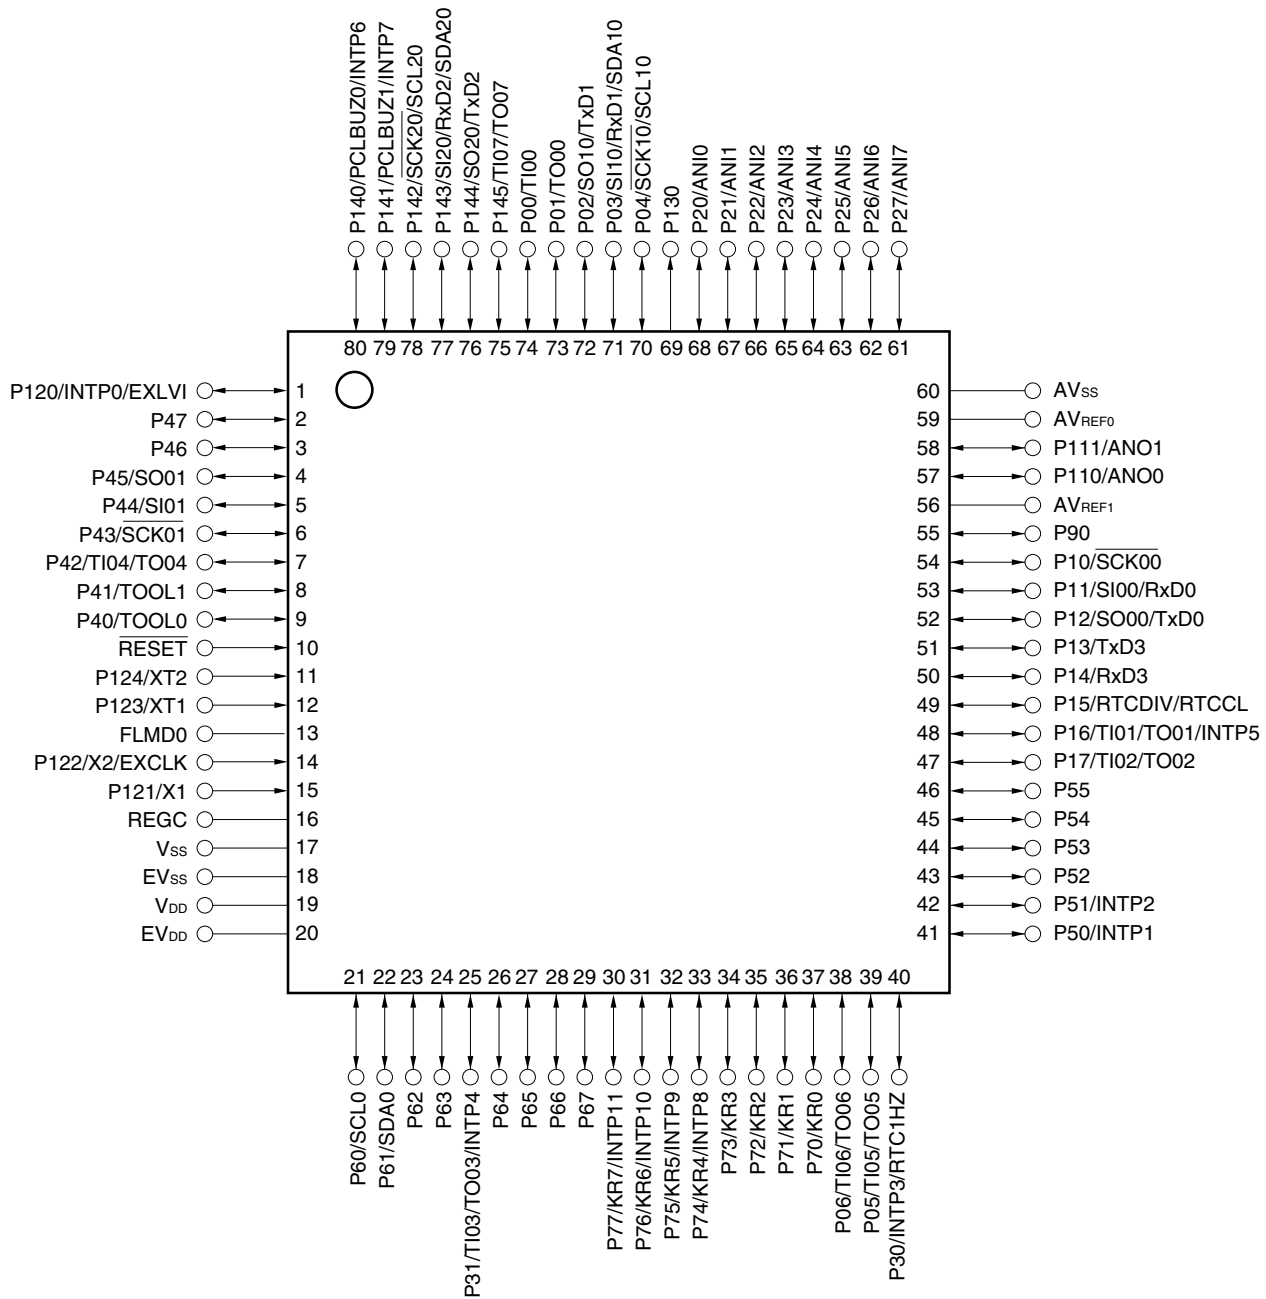 P140/PCLBUZ0/INTP6
P141/PCLBUZ1/INTP7
P142/SCK20/SCL20
P143/SI20/RxD2/SDA20
P144/SO20/TxD2
P145/TI07/TO07
P00/TI00
P01/TO00
P02/SO10/TxD1
P03/SI10/RxD1/SDA10
P04/SCK10/SCL10
P130
P20/ANI0
P21/ANI1
P22/ANI2
P23/ANI3
P24/ANI4
P25/ANI5
P26/ANI6
P27/ANI7
80 79 78 77 76 75 74 73 72 71 70 69 68 67 66 65 64 63 62 61
P120/INTP0/EXLVI 1 60 AVSS
P47 2 59 AVREF0
P46 3 58 P111/ANO1
P45/SO01 4 57 P110/ANO0
P44/SI01 5 56 AVREF1
P43/SCK01 6 55 P90
P42/TI04/TO04 7 54 P10/SCK00
P41/TOOL1 8 53 P11/SI00/RxD0
P40/TOOL0 9 52 P12/SO00/TxD0
RESET 10 51 P13/TxD3
P124/XT2 11 50 P14/RxD3
P123/XT1 12 49 P15/RTCDIV/RTCCL
FLMD0 13 48 P16/TI01/TO01/INTP5
P122/X2/EXCLK 14 47 P17/TI02/TO02
P121/X1 15 46 P55
REGC 16 45 P54
VSS 17 44 P53
EVSS 18 43 P52
VDD 19 42 P51/INTP2
EVDD 20 41 P50/INTP1
21 22 23 24 25 26 27 28 29 30 31 32 33 34 35 36 37 38 39 40
P60/SCL0
P61/SDA0
P62
P63
P31/TI03/TO03/INTP4
P64
P65
P66
P67
P77/KR7/INTP11
P76/KR6/INTP10
P75/KR5/INTP9
P74/KR4/INTP8
P73/KR3
P72/KR2
P71/KR1
P70/KR0
P06/TI06/TO06
P05/TI05/TO05
P30/INTP3/RTC1HZ